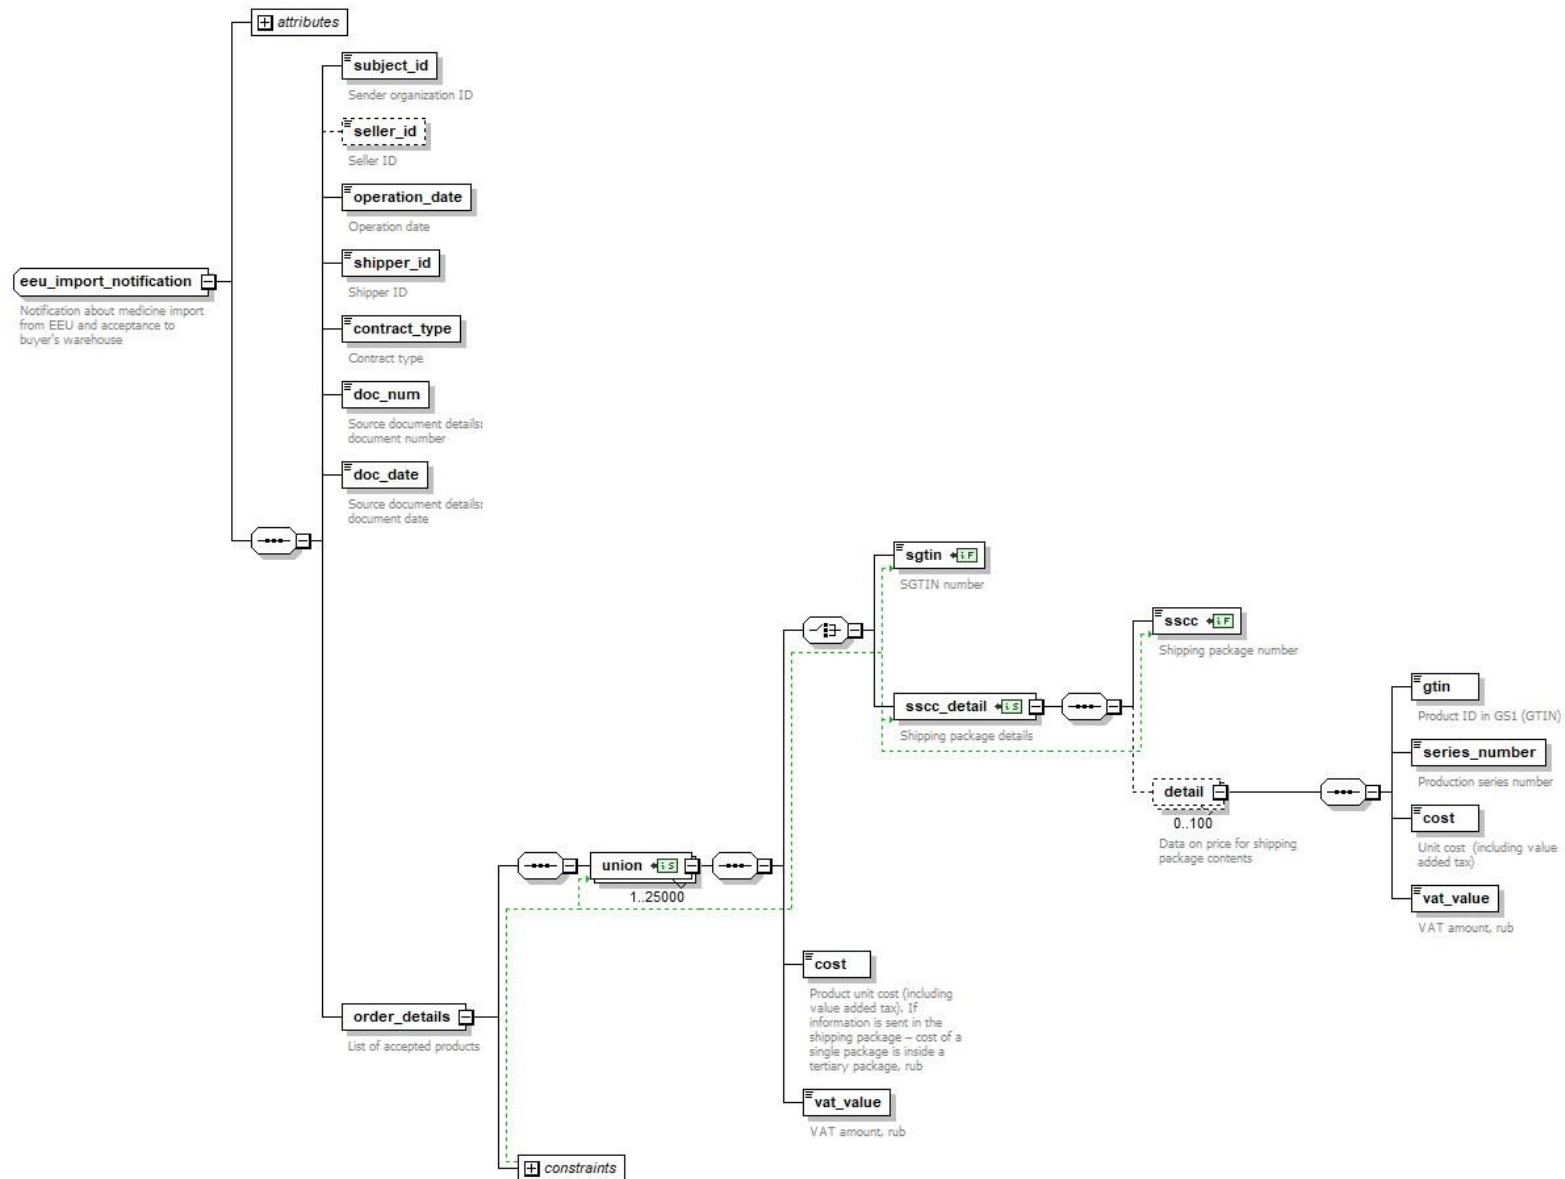 attributes
subject_id
Sender organization ID
seller_id
Seller ID
operation_date
Operation date
shipper_id
Shipper ID
eeu_import_notification
Notification about medicine import
from EEU and acceptance to
buyer's warehouse
contract_type
Contract type
doc_num
Source document details:
document number
doc_date
Source document details:
document date
sgtin
iF
SGTIN number
sscc
iF
Shipping package number
sscc_detail
iS
Shipping package details
gtin
Product ID in GS1 (GTIN)
series_number
Production series number
detail
0..100
Data on price for shipping
package contents
cost
Unit cost (including value
added tax)
vat_value
VAT amount, rub
union
iS
1..25000
cost
Product unit cost (including
value added tax). If
information is sent in the
shipping package – cost of a
single package is inside a
tertiary package, rub
order_details
List of accepted products
vat_value
VAT amount, rub
constraints